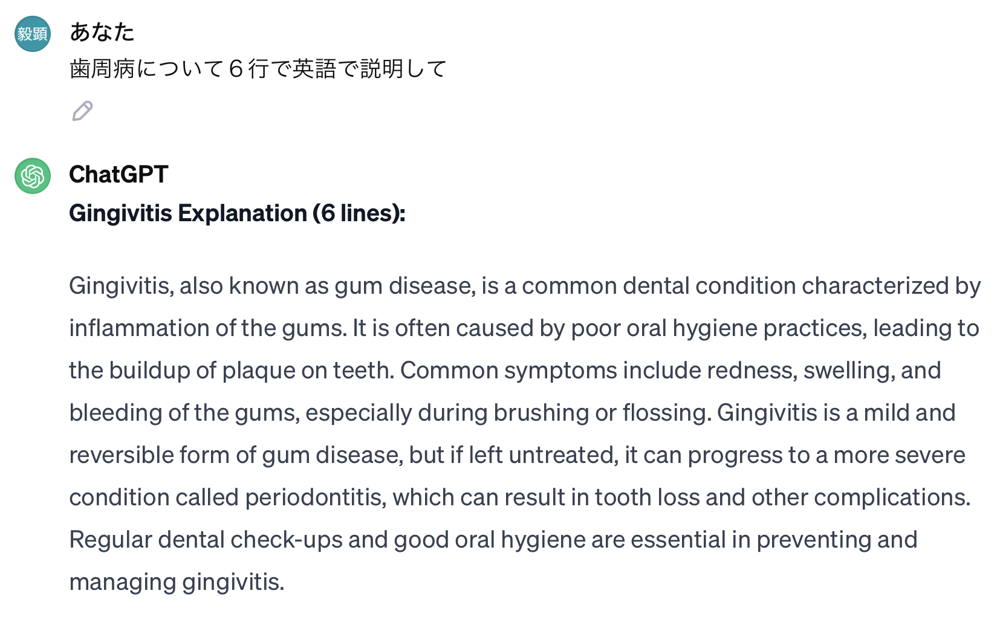 毅顕
あなた
歯周病について６行で英語で説明して
ChatGPT
Gingivitis Explanation (6 lines):
Gingivitis, also known as gum disease, is a common dental condition characterized by
inflammation of the gums. It is often caused by poor oral hygiene practices, leading to
the buildup of plaque on teeth. Common symptoms include redness, swelling, and
bleeding of the gums, especially during brushing or flossing. Gingivitis is a mild and
reversible form of gum disease, but if left untreated, it can progress to a more severe
condition called periodontitis, which can result in tooth loss and other complications.
Regular dental check-ups and good oral hygiene are essential in preventing and
managing gingivitis.